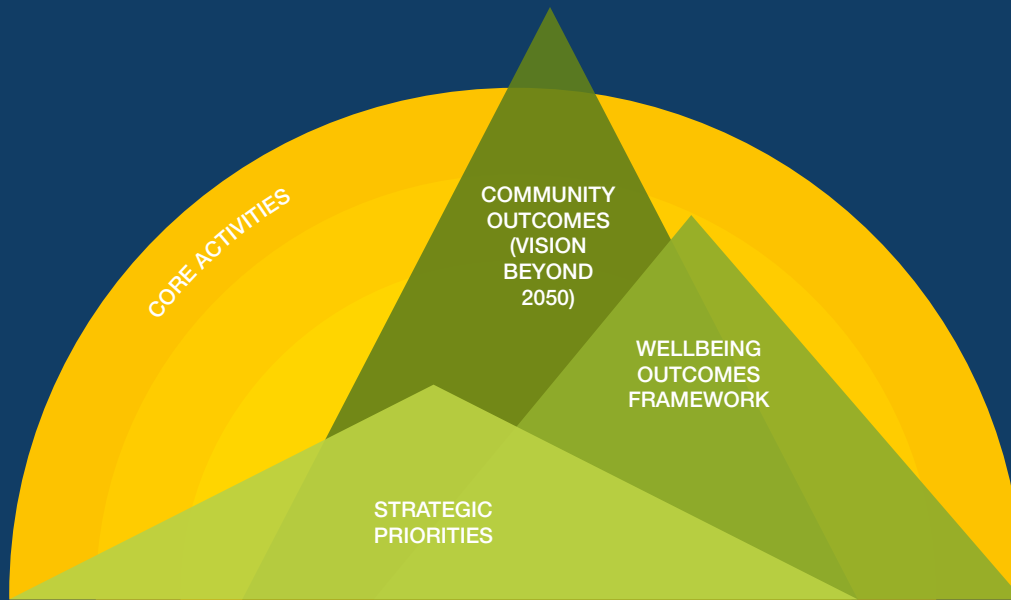 CORE ACTIVITIES
COMMUNITY
OUTCOMES
(VISION
BEYOND
2050)
WELLBEING
OUTCOMES
FRAMEWORK
STRATEGIC
PRIORITIES